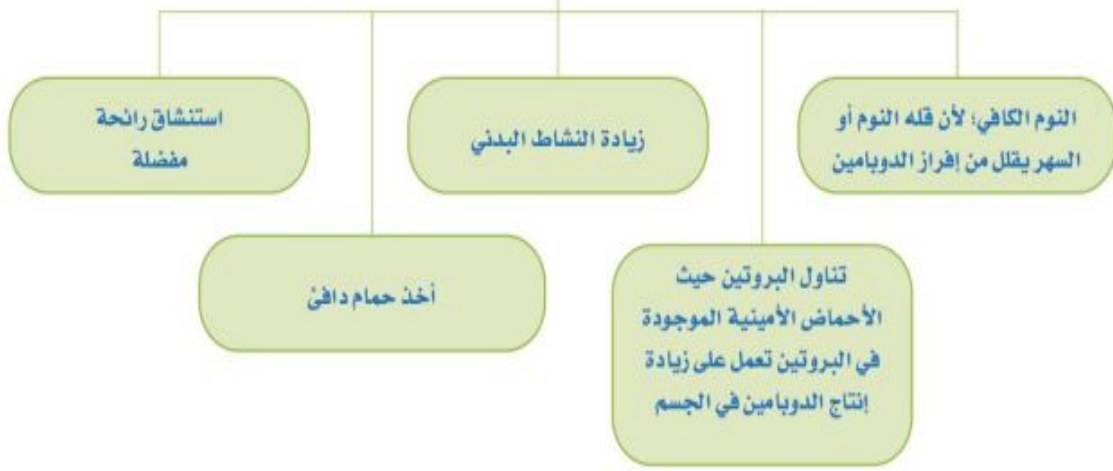 النوم الكافي؛ لأن قله النوم أو
السهر يقلل من إفراز الدوبامين
تناول البروتين حيث
الأحماض الأمينية الموجودة
في البروتين تعمل على زيادة
إنتاج الدوبامين في الجسم
زيادة النشاط البدني
أخذ حمام دافئ
استنشاق رائحة
مفضلة